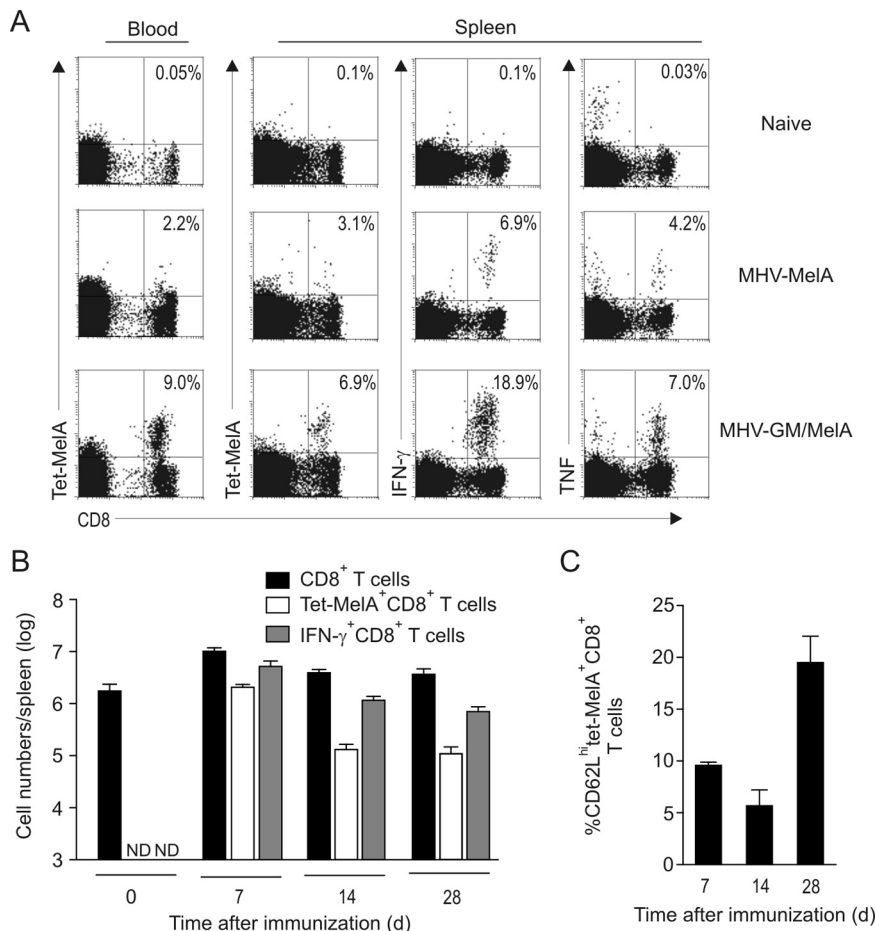 A
Blood
Spleen
0.05%
0.1%
0.1%
0.03%
Naive
2.2%
3.1%
6.9%
4.2%
MHV-MelA
9.0%
6.9%
18.9%
7.0%
MHV-GM/MelA
Tet-MelA
Tet-MelA
IFN-γ
TNF
CD8
B
CD8⁺ T cells
Tet-MelA⁺CD8⁺ T cells
IFN-γ⁺CD8⁺ T cells
Cell numbers/spleen (log)
8
7
6
5
4
3
ND ND
0
7
14
28
Time after immunization (d)
C
%CD62Lʰⁱtet-MelA⁺CD8⁺
T cells
25
20
15
10
5
0
7
14
28
Time after immunization (d)